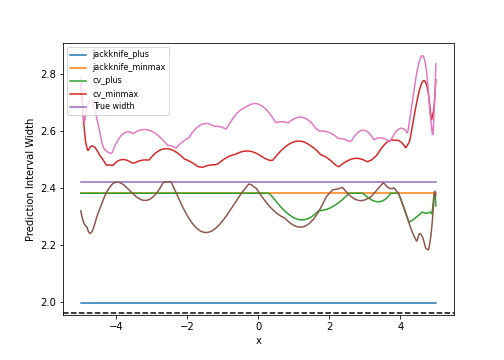 jackknife_plus
jackknife_minmax
cv_plus
cv_minmax
True width
Prediction Interval Width
2.8
2.6
2.4
2.2
2.0
−4
−2
0
2
4
x